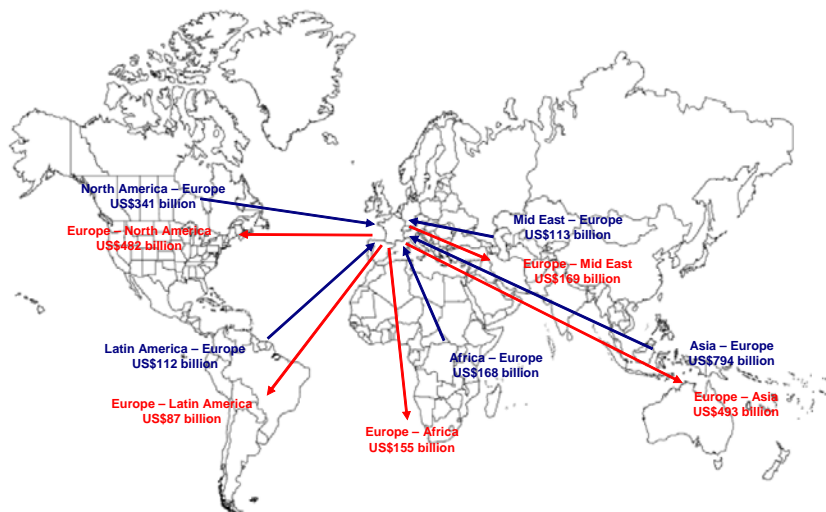 North America – Europe
US$341 billion
Europe – North America
US$482 billion
Mid East – Europe
US$113 billion
Europe – Mid East
US$169 billion
Latin America – Europe
US$112 billion
Africa – Europe
US$168 billion
Asia – Europe
US$794 billion
Europe – Latin America
US$87 billion
Europe – Asia
US$493 billion
Europe – Africa
US$155 billion